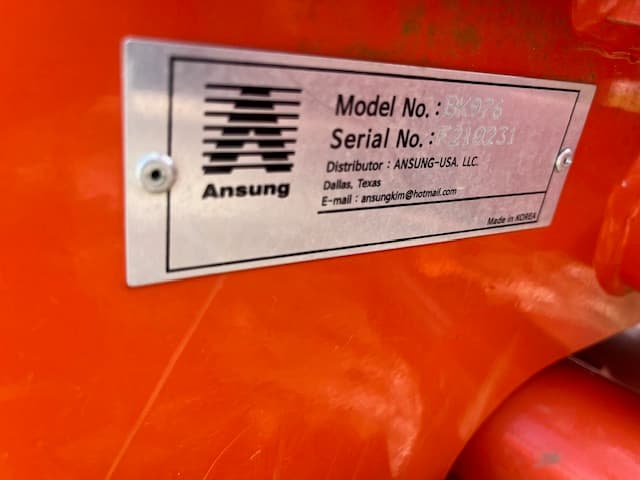 Ansung
Model No. : BK976
Serial No. : F210231
Distributor : ANSUNG-USA, LLC.
Dallas, Texas
E-mail : ansungkim@hotmail.com
Made in KOREA